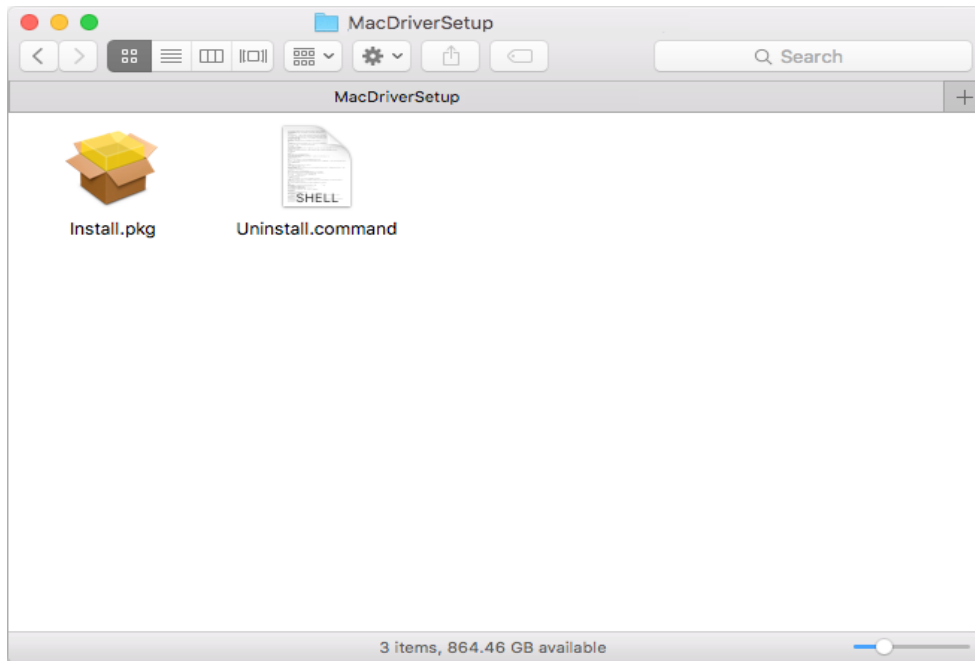 MacDriverSetup
Search
MacDriverSetup
SHELL
Install.pkg
Uninstall.command
3 items, 864.46 GB available